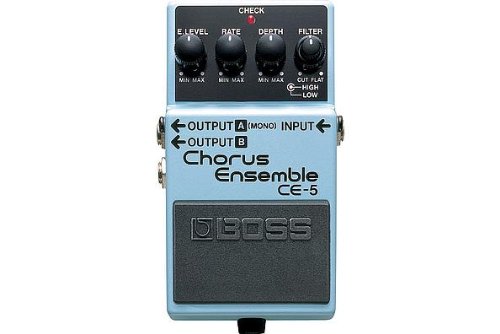 CHECK
E.LEVEL RATE DEPTH FILTER
MIN MAX MIN MAX MIN MAX CUT FLAT
HIGH
LOW
OUTPUT A (MONO) INPUT
OUTPUT B
Chorus
Ensemble
CE-5
BOSS